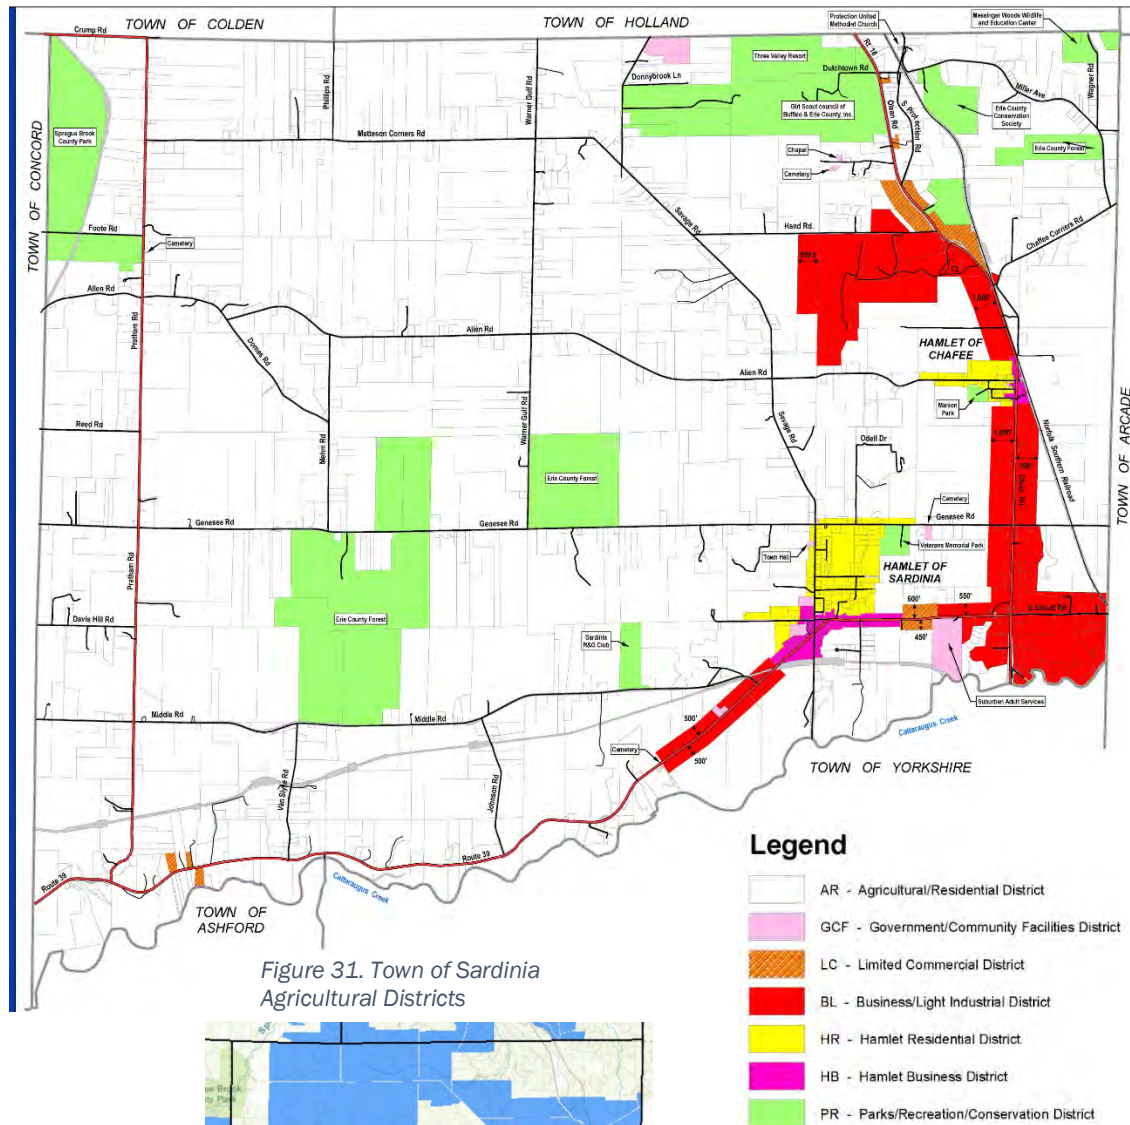 TOWN OF COLDEN
TOWN OF HOLLAND
Protection United
Methodist Church
Messinger Woods Wildlife
and Education Center
Crump Rd
Rt 16
Three Valley Resort
Dutchtown Rd
Donnybrook Ln
Phillips Rd
Warner Gulf Rd
Wagner Rd
Miller Ave
Girl Scout council of
Buffalo & Erie County, Inc.
Olean Rd
S. Protection Rd
Erie County
Conservation
Society
Sprague Brook
County Park
Matteson Corners Rd
Chapel
Erie County Forest
Cemetery
TOWN OF CONCORD
Savage Rd
Foote Rd
Cemetery
Hand Rd
Chaffee Curriers Rd
Allen Rd
Pratham Rd
Domes Rd
Allen Rd
HAMLET OF
CHAFEE
Allen Rd
Manion
Park
TOWN OF ARCADE
Reed Rd
Mohm Rd
Warner Gulf Rd
Savage Rd
Odell Dr
Norfolk Southern Railroad
Erie County Forest
Cemetery
Genesee Rd
Genesee Rd
Genesee Rd
Town Hall
Veterans Memorial Park
HAMLET OF
SARDINIA
Pratham Rd
600'
550'
Davis Hill Rd
Erie County Forest
450'
Sardinia
R&G Club
Suburban Adult Services
Middle Rd
Middle Rd
500'
Cemetery
500'
Cattaraugus Creek
TOWN OF YORKSHIRE
Van Slyke Rd
Johnson Rd
Route 39
Route 39
Cattaraugus Creek
TOWN OF
ASHFORD
Legend
AR - Agricultural/Residential District
GCF - Government/Community Facilities District
LC - Limited Commercial District
BL - Business/Light Industrial District
HR - Hamlet Residential District
HB - Hamlet Business District
PR - Parks/Recreation/Conservation District
Figure 31. Town of Sardinia
Agricultural Districts